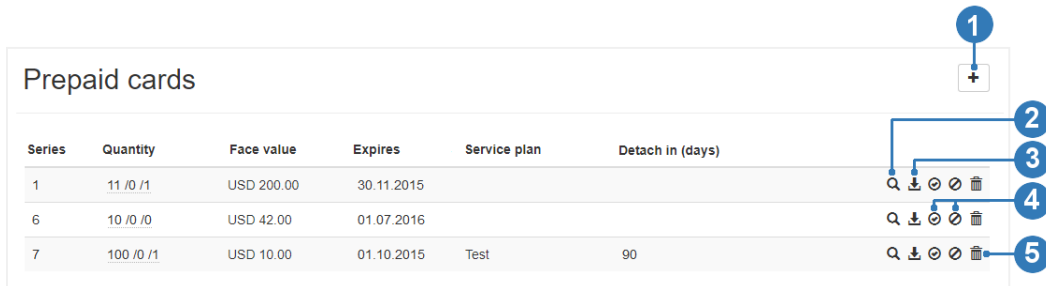 1
Prepaid cards
+
2
Series Quantity Face value Expires Service plan Detach in (days)
3
1 11 /0 /1 USD 200.00 30.11.2015
4
6 10 /0 /0 USD 42.00 01.07.2016
7 100 /0 /1 USD 10.00 01.10.2015 Test 90
5